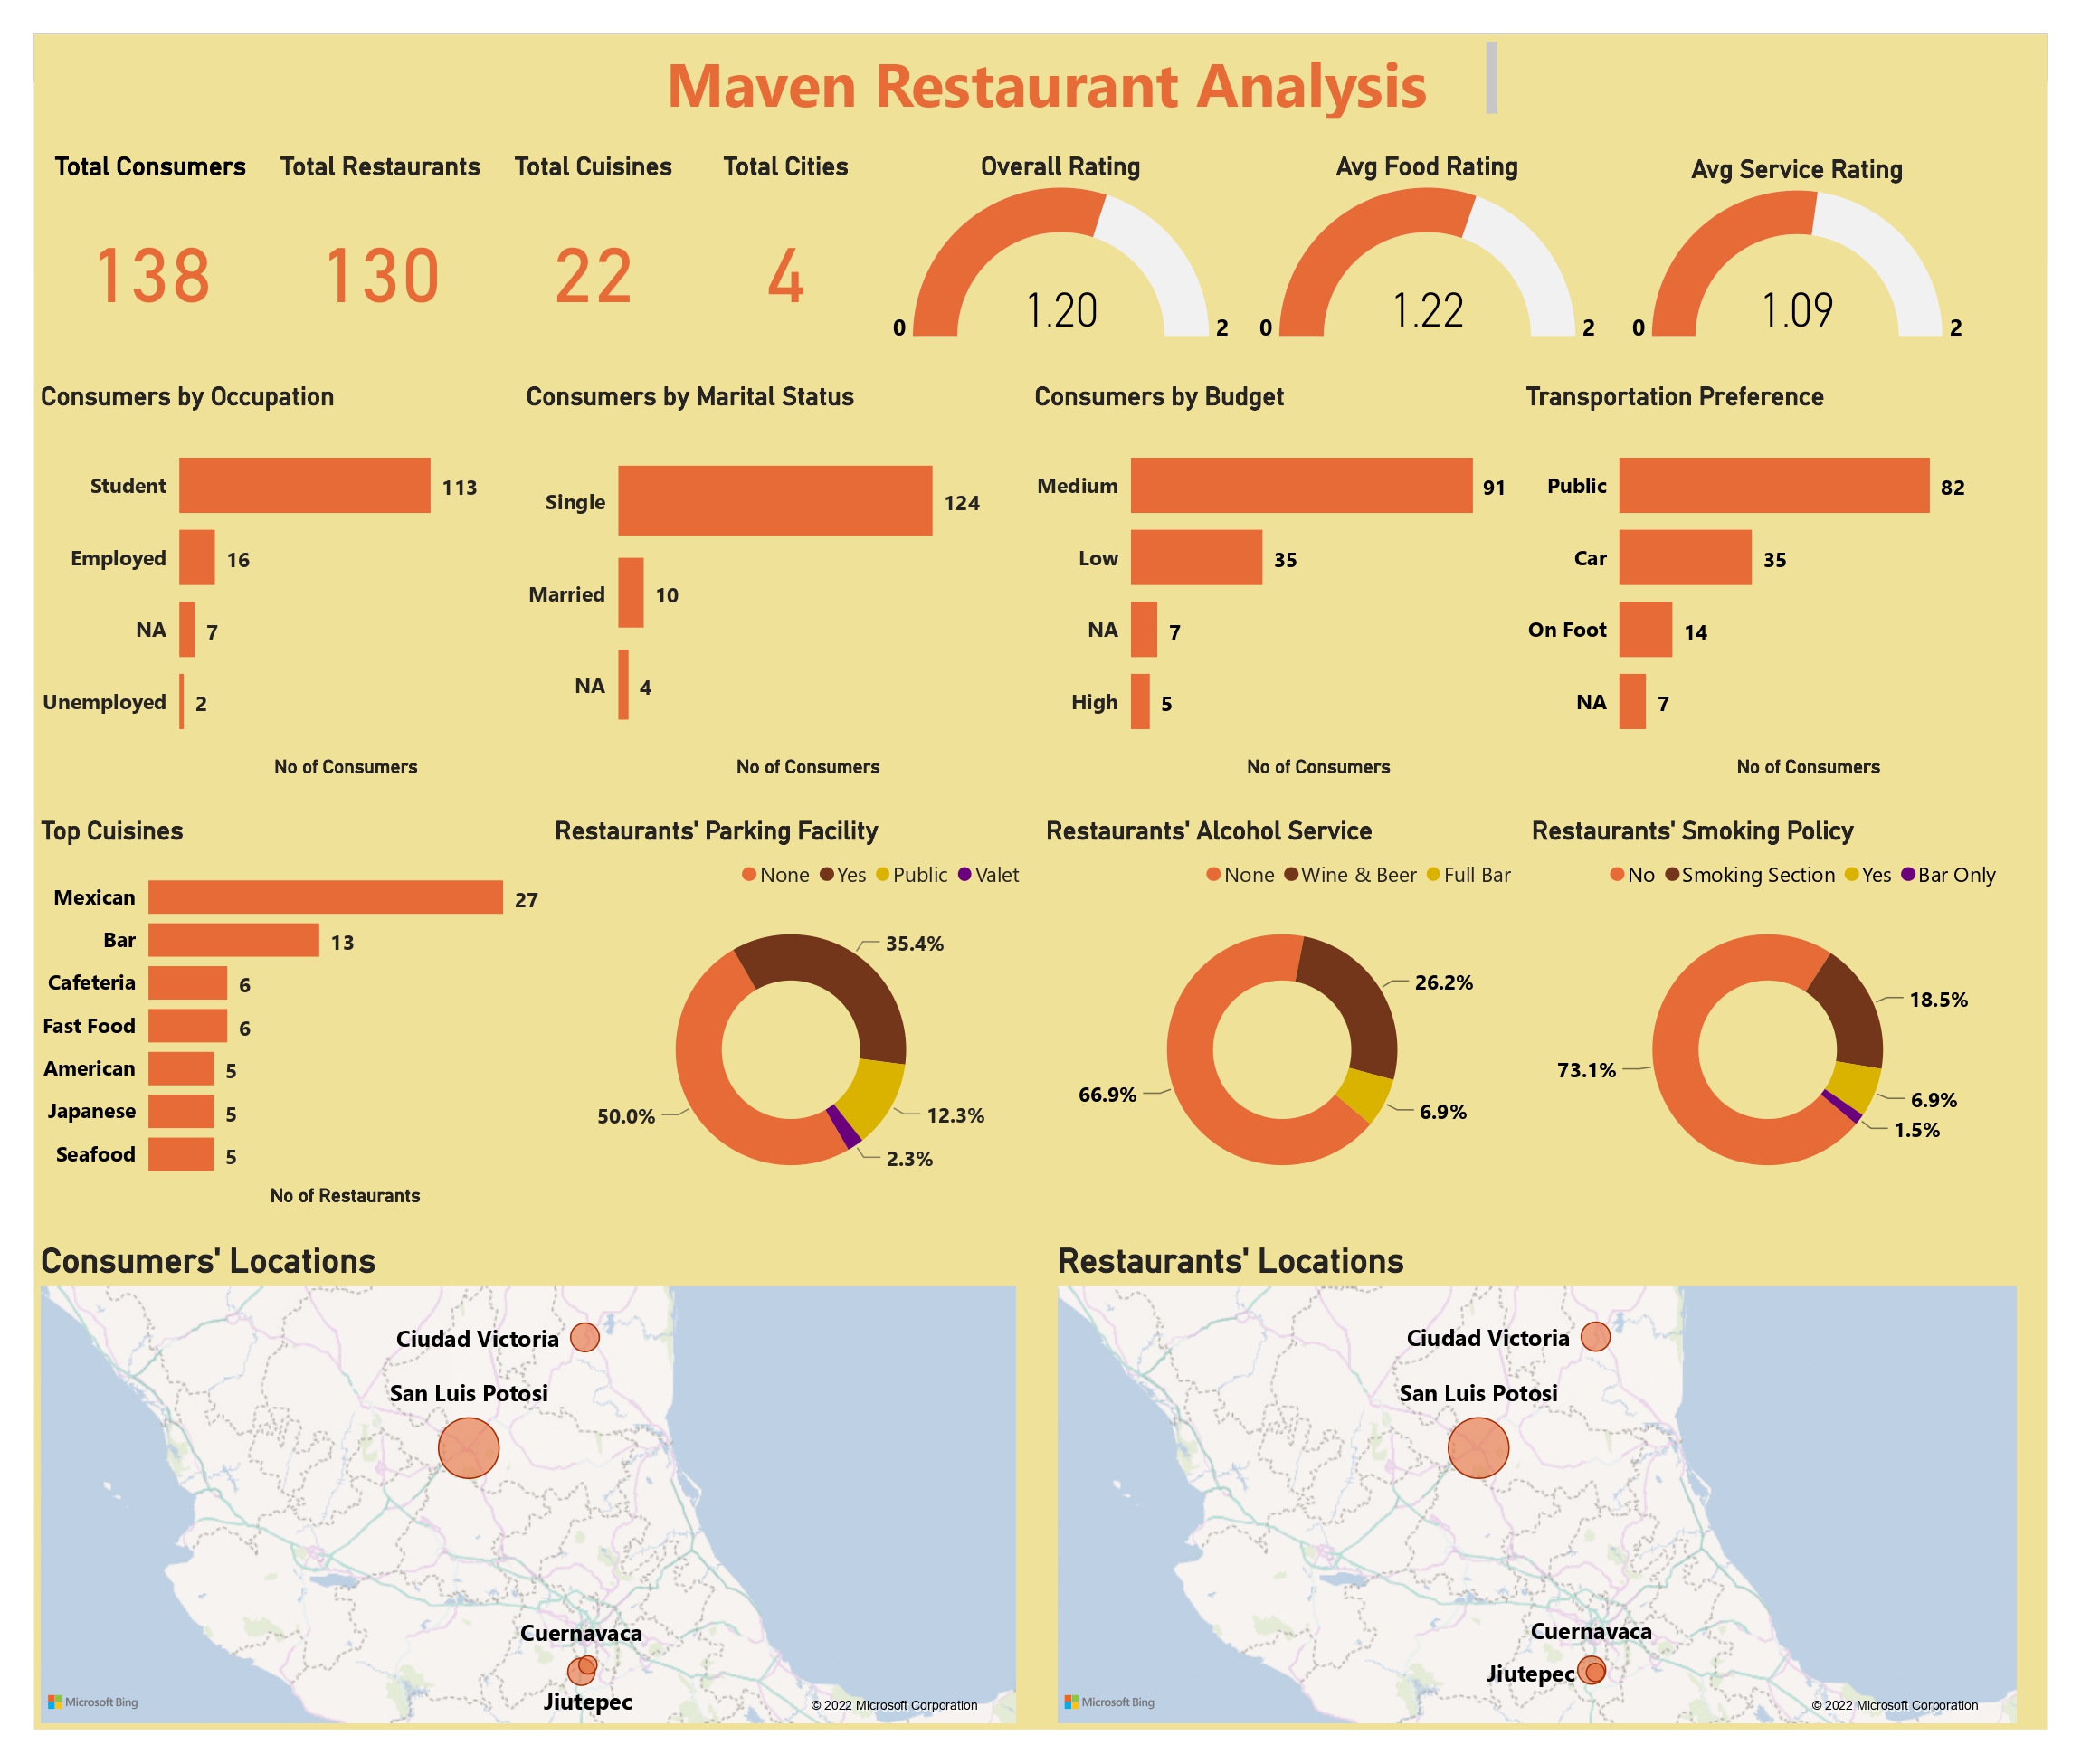 Maven Restaurant Analysis
Total Consumers
138
Total Restaurants
130
Total Cuisines
22
Total Cities
4
Overall Rating
1.20
0
2
Avg Food Rating
1.22
0
2
Avg Service Rating
1.09
0
2
Consumers by Occupation
Student 113
Employed 16
NA 7
Unemployed 2
No of Consumers
Consumers by Marital Status
Single 124
Married 10
NA 4
No of Consumers
Consumers by Budget
Medium 91
Low 35
NA 7
High 5
No of Consumers
Transportation Preference
Public 82
Car 35
On Foot 14
NA 7
No of Consumers
Top Cuisines
Mexican 27
Bar 13
Cafeteria 6
Fast Food 6
American 5
Japanese 5
Seafood 5
No of Restaurants
Restaurants' Parking Facility
None Yes Public Valet
35.4%
50.0%
12.3%
2.3%
Restaurants' Alcohol Service
None Wine & Beer Full Bar
26.2%
66.9%
6.9%
Restaurants' Smoking Policy
No Smoking Section Yes Bar Only
18.5%
73.1%
6.9%
1.5%
Consumers' Locations
Ciudad Victoria
San Luis Potosi
Cuernavaca
Jiutepec
Microsoft Bing
© 2022 Microsoft Corporation
Restaurants' Locations
Ciudad Victoria
San Luis Potosi
Cuernavaca
Jiutepec
Microsoft Bing
© 2022 Microsoft Corporation